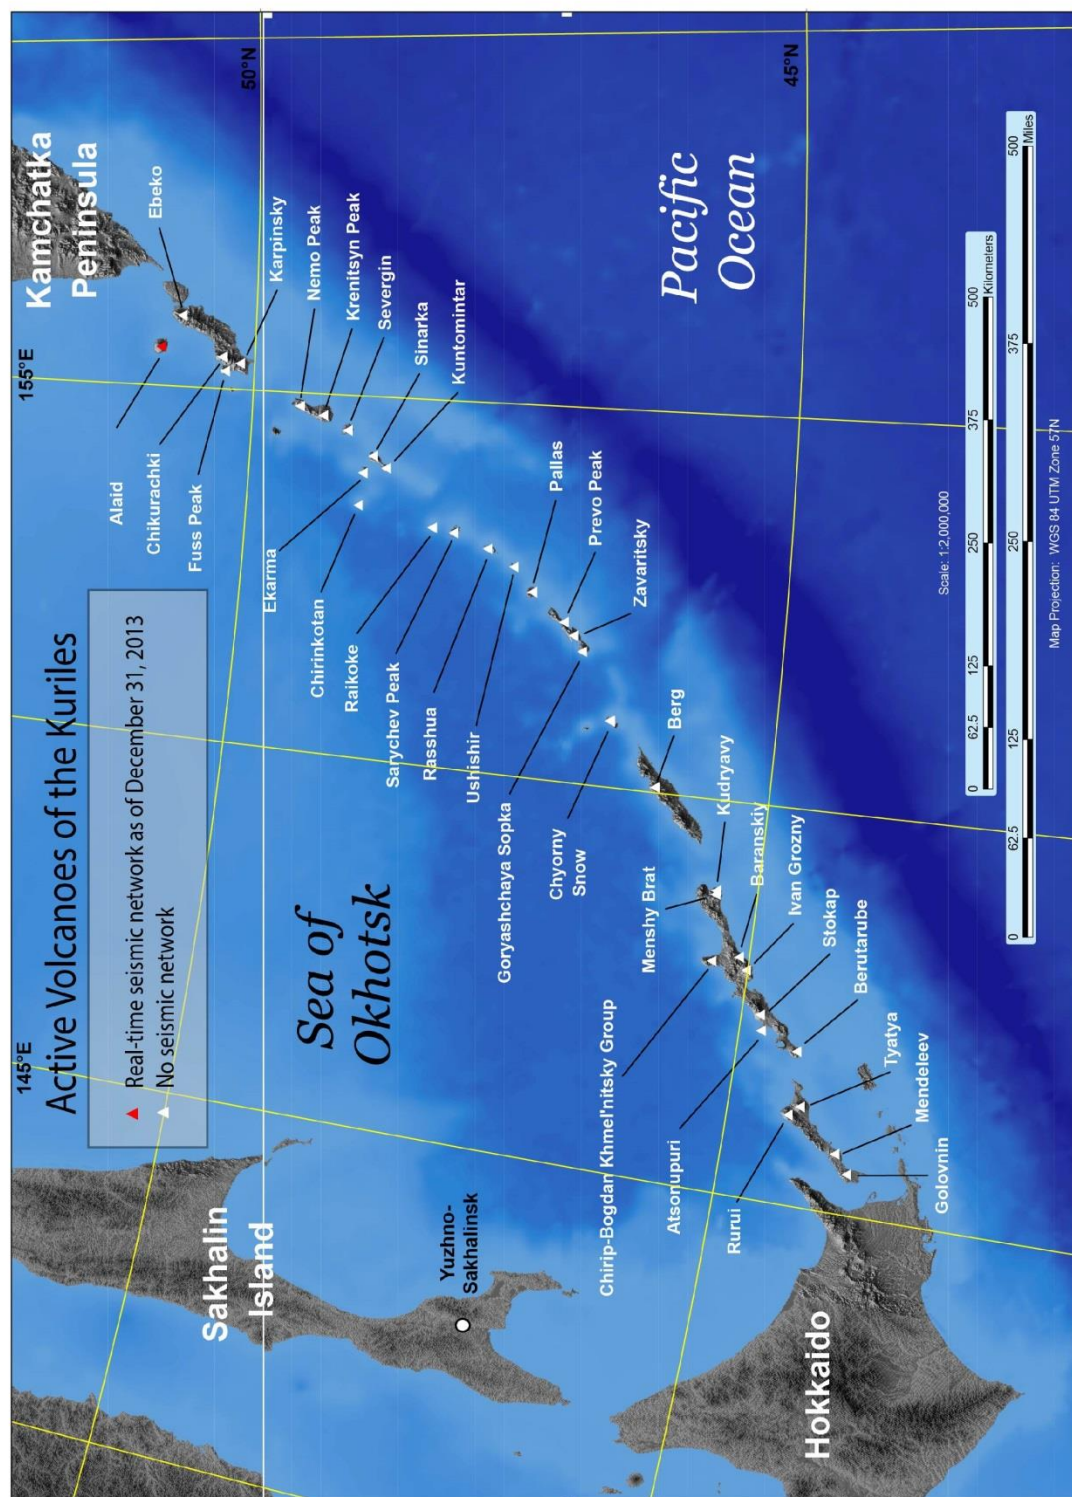 Active Volcanoes of the Kuriles
Real-time seismic network as of December 31, 2013
No seismic network
145°E
155°E
50°N
45°N
Kamchatka
Peninsula
Sakhalin
Island
Yuzhno-
Sakhalinsk
Hokkaido
Sea of
Okhotsk
Pacific
Ocean
Alaid
Ebeko
Chikurachki
Fuss Peak
Karpinsky
Nemo Peak
Krenitsyn Peak
Severgin
Sinarka
Kuntomintar
Ekarma
Chirinkotan
Raikoke
Sarychev Peak
Rasshua
Ushishir
Pallas
Prevo Peak
Zavaritsky
Goryashchaya Sopka
Chyorny
Snow
Berg
Menshy Brat
Kudryavy
Baranskiy
Ivan Grozny
Stokap
Berutarube
Chirip-Bogdan Khmel'nitsky Group
Atsonupuri
Rurui
Tyatya
Mendeleev
Golovnin
Scale: 1:2,000,000
0 62.5 125 250 375 500
Kilometers
0 62.5 125 250 375 500
Miles
Map Projection: WGS 84 UTM Zone 57N